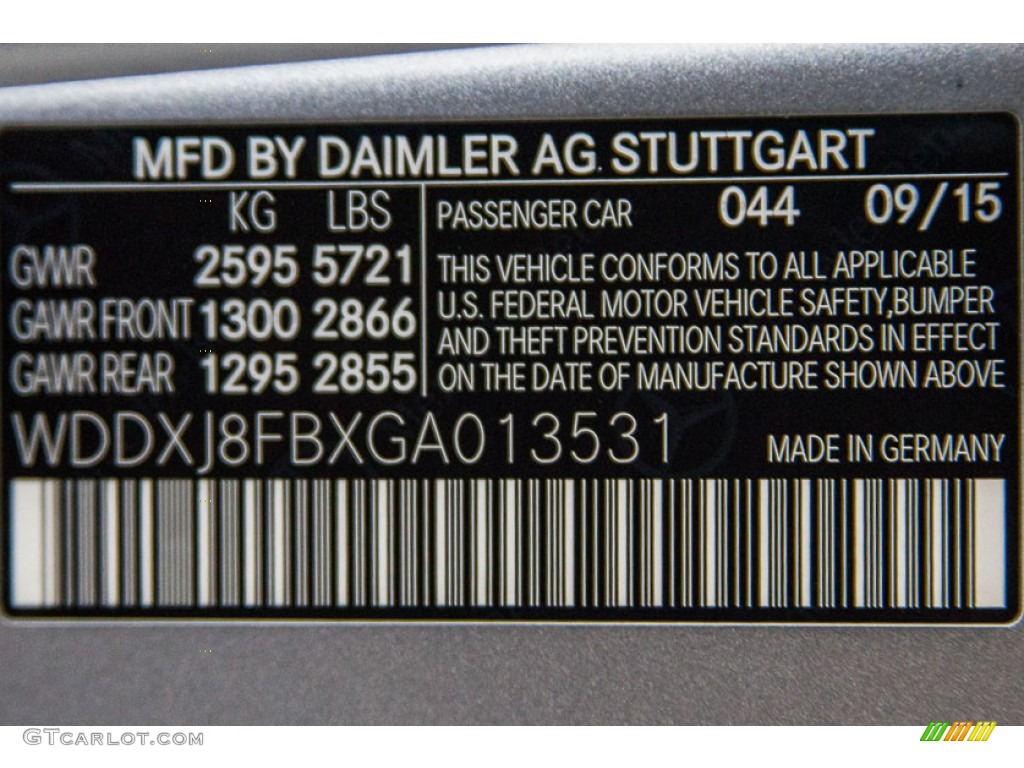 MFD BY DAIMLER AG STUTTGART
KG LBS
GVWR 2595 5721
GAWR FRONT 1300 2866
GAWR REAR 1295 2855
PASSENGER CAR 044 09/15
THIS VEHICLE CONFORMS TO ALL APPLICABLE
U.S. FEDERAL MOTOR VEHICLE SAFETY,BUMPER
AND THEFT PREVENTION STANDARDS IN EFFECT
ON THE DATE OF MANUFACTURE SHOWN ABOVE
WDDXJ8FBXGA013531
MADE IN GERMANY
GTCARLOT.COM